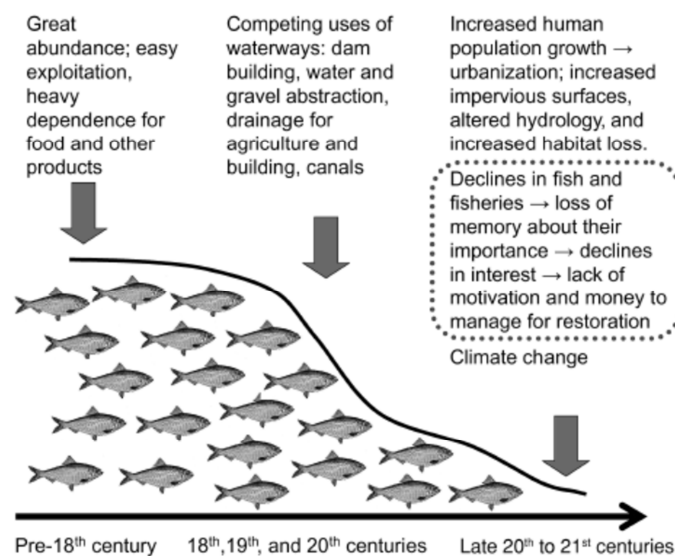 Great
abundance; easy
exploitation,
heavy
dependence for
food and other
products
Competing uses of
waterways: dam
building, water and
gravel abstraction,
drainage for
agriculture and
building, canals
Increased human
population growth →
urbanization; increased
impervious surfaces,
altered hydrology, and
increased habitat loss.
Declines in fish and
fisheries → loss of
memory about their
importance → declines
in interest → lack of
motivation and money to
manage for restoration
Climate change
Pre-18th century
18th,19th, and 20th centuries
Late 20th to 21st centuries